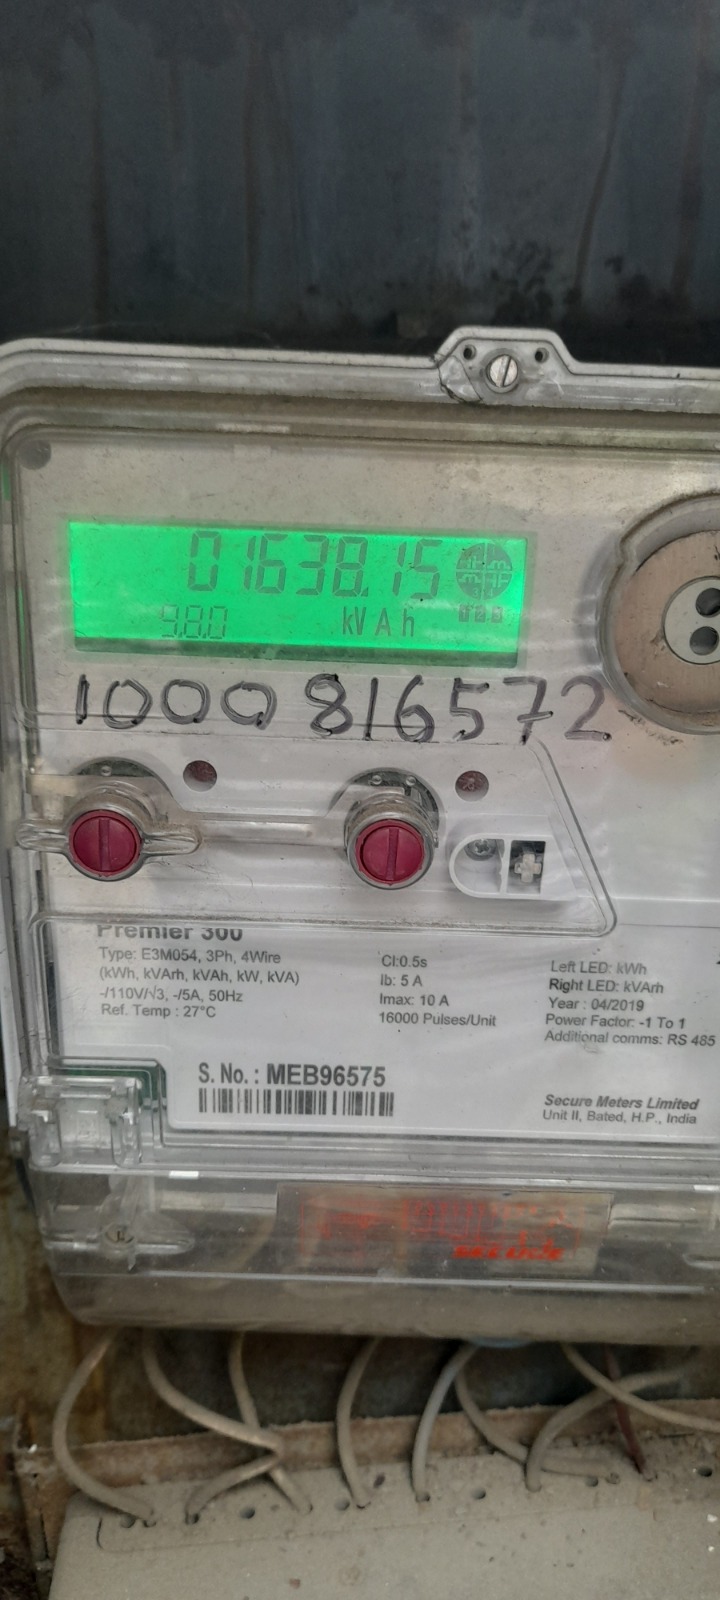 01638.15
9.8.0 kVAh
1000816572
Premier 300
Type: E3M054, 3Ph, 4Wire
(kWh, kVArh, kVAh, kW, kVA)
-/110V/√3, -/5A, 50Hz
Ref. Temp : 27°C
Cl:0.5s
Ib: 5 A
Imax: 10 A
16000 Pulses/Unit
Left LED: kWh
Right LED: kVArh
Year : 04/2019
Power Factor: -1 To 1
Additional comms: RS 485
S. No. : MEB96575
Secure Meters Limited
Unit II, Bated, H.P., India
secure